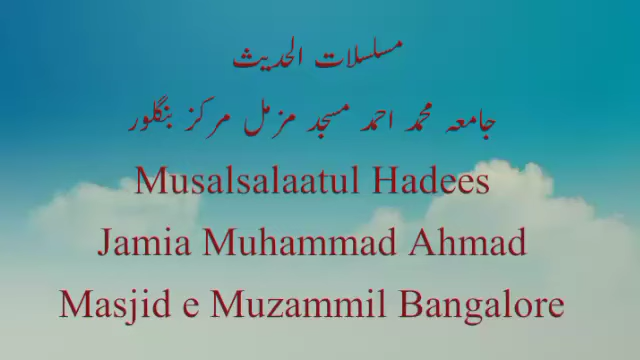 مسلسلات الحدیث
جامعہ محمد احمد مسجد مزمل مرکز بنگلور
Musalsalaatul Hadees
Jamia Muhammad Ahmad
Masjid e Muzammil Bangalore